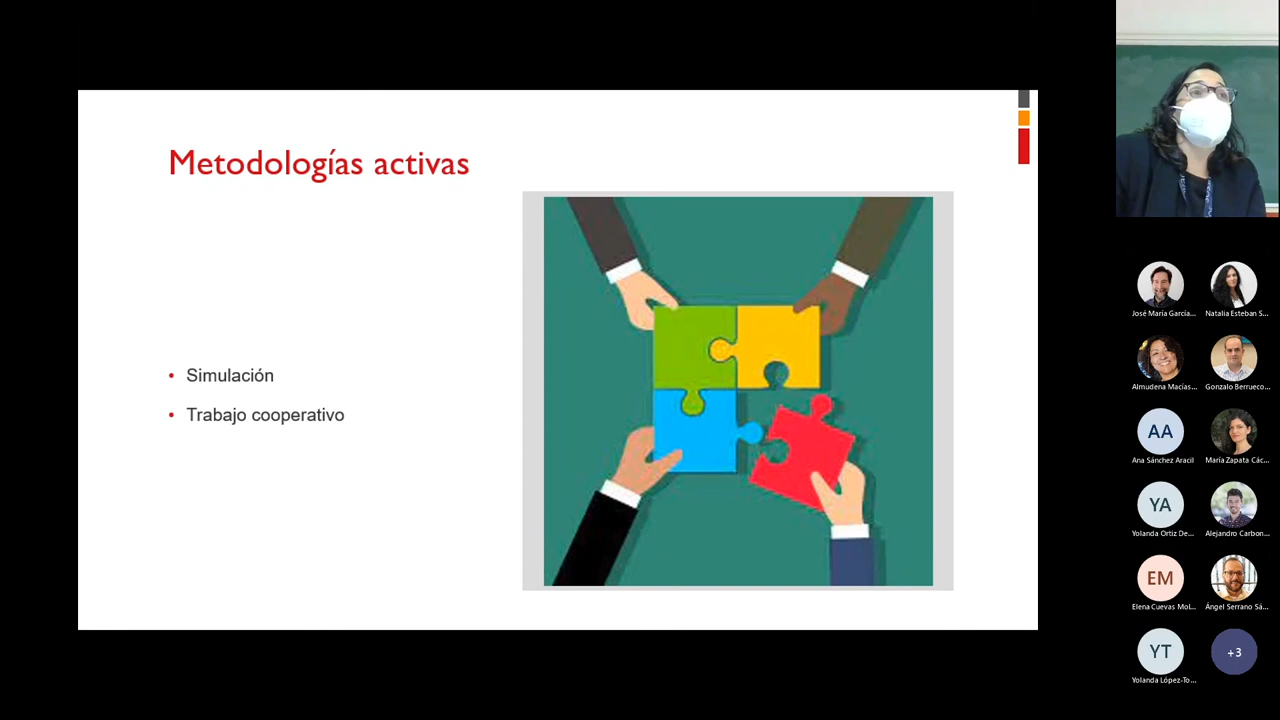 Metodologías activas
• Simulación
• Trabajo cooperativo
José María García...
Natalia Esteban S...
Almudena Macías...
Gonzalo Berrueco...
AA
Ana Sánchez Aracil
María Zapata Các...
YA
Yolanda Ortiz De...
Alejandro Carbon...
EM
Elena Cuevas Mol...
Ángel Serrano Sá...
YT
Yolanda López-To...
+3